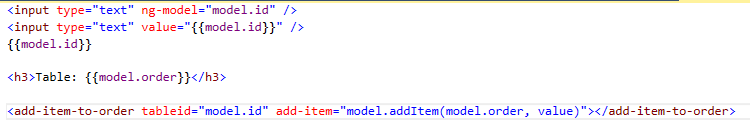 <input type="text" ng-model="model.id" />
<input type="text" value="{{model.id}}" />
{{model.id}}
<h3>Table: {{model.order}}</h3>
<add-item-to-order tableid="model.id" add-item="model.addItem(model.order, value)"></add-item-to-order>